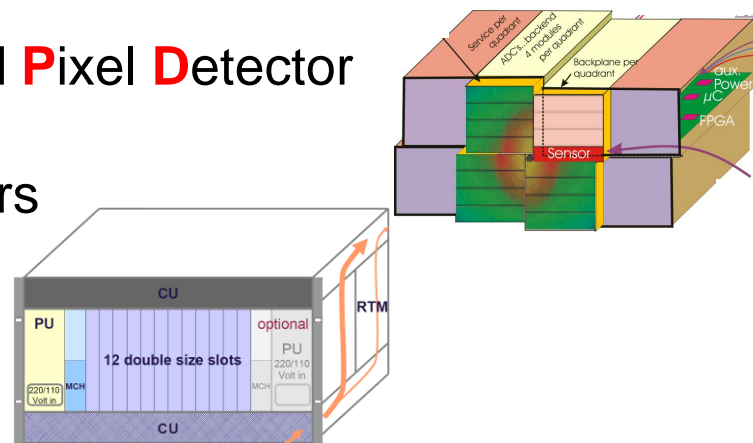 Pixel Detector
rs
Service per
quadrant
ADC's...backend
4 modules
per quadrant
Backplane per
quadrant
aux.
Power
µC
FPGA
Sensor
CU
PU
optional
RTM
PU
12 double size slots
220/110
Volt in
MCH
MCH
220/110
Volt in
CU